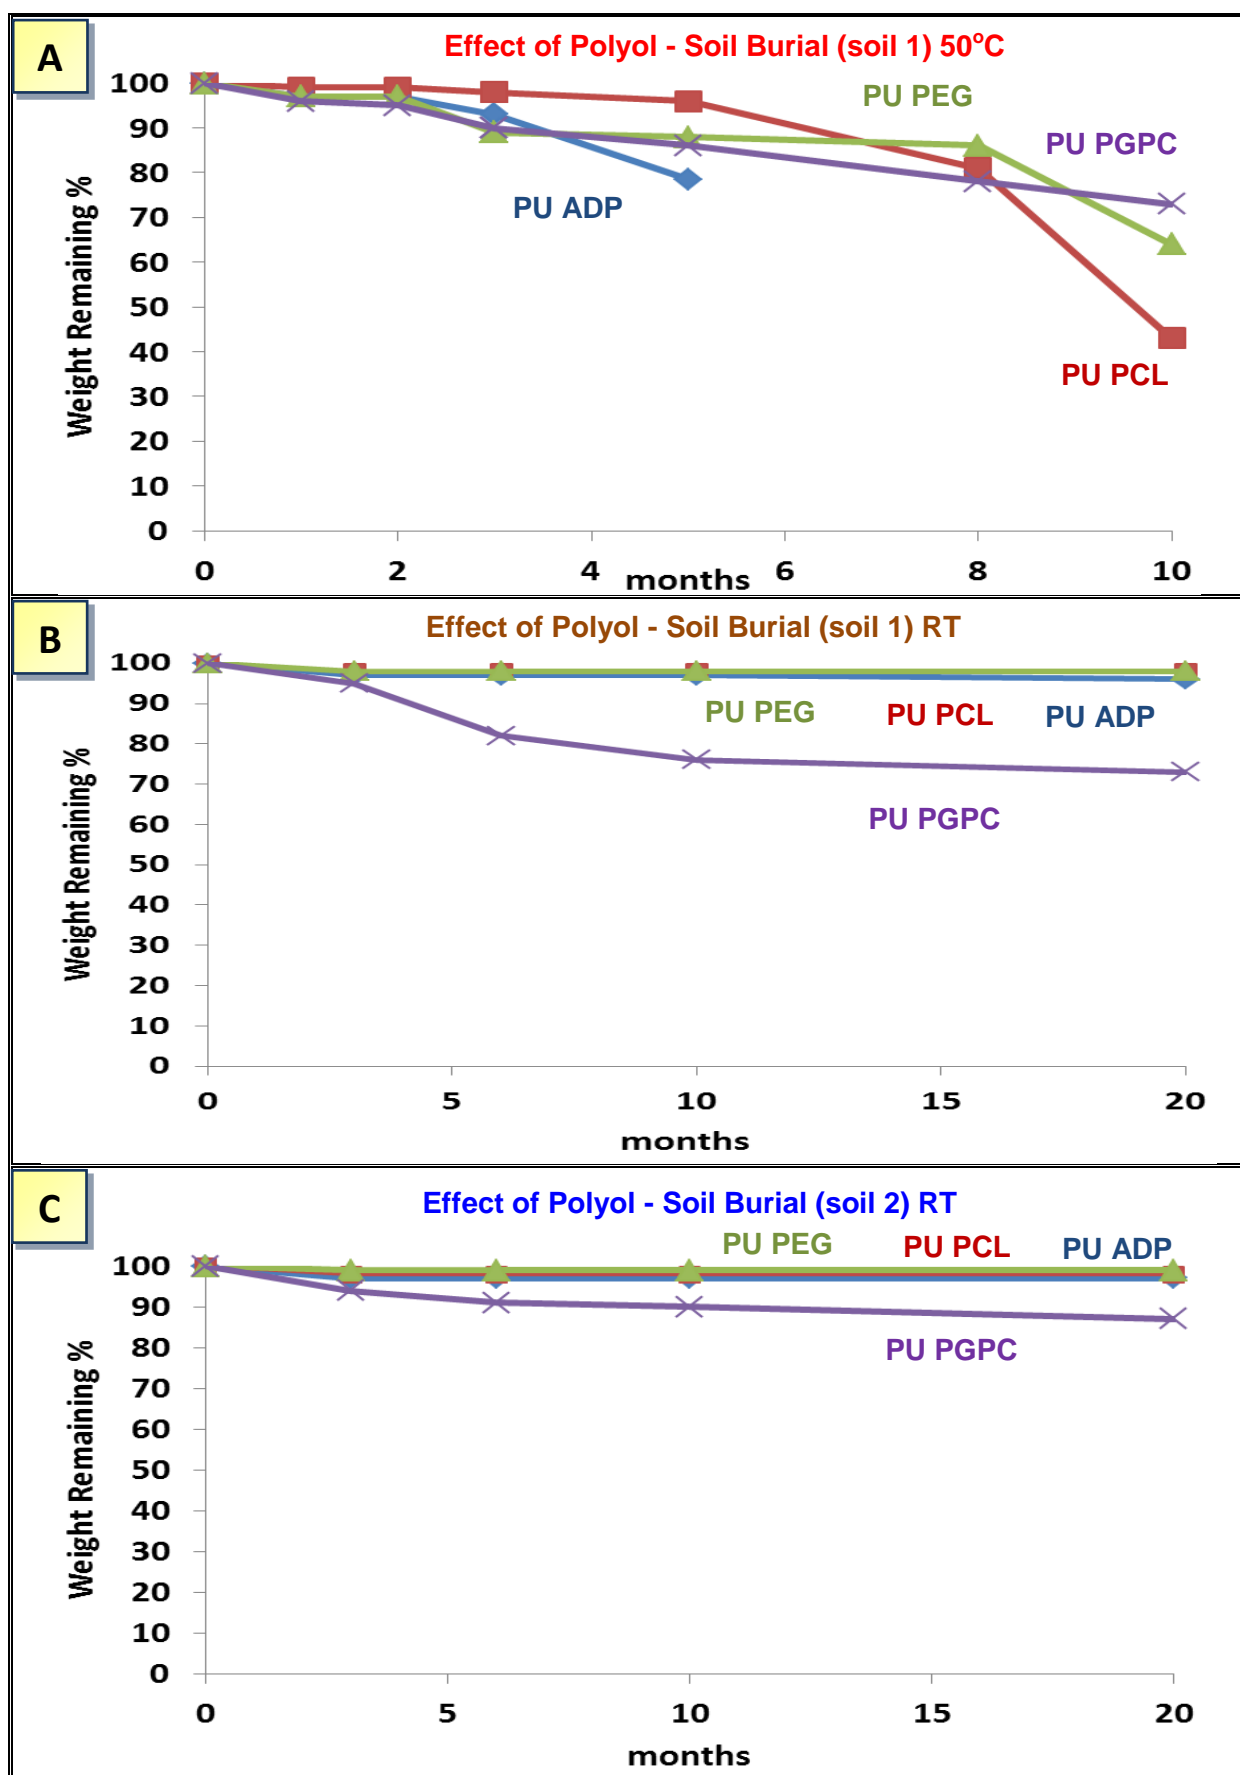 A
Effect of Polyol - Soil Burial (soil 1) 50°C
Weight Remaining %
100
90
80
70
60
50
40
30
20
10
0
PU PEG
PU PGPC
PU ADP
PU PCL
0 2 4 6 8 10
months
B
Effect of Polyol - Soil Burial (soil 1) RT
Weight Remaining %
100
90
80
70
60
50
40
30
20
10
0
PU PEG PU PCL PU ADP
PU PGPC
0 5 10 15 20
months
C
Effect of Polyol - Soil Burial (soil 2) RT
Weight Remaining %
PU PEG PU PCL PU ADP
100
90
80
70
60
50
40
30
20
10
0
PU PGPC
0 5 10 15 20
months